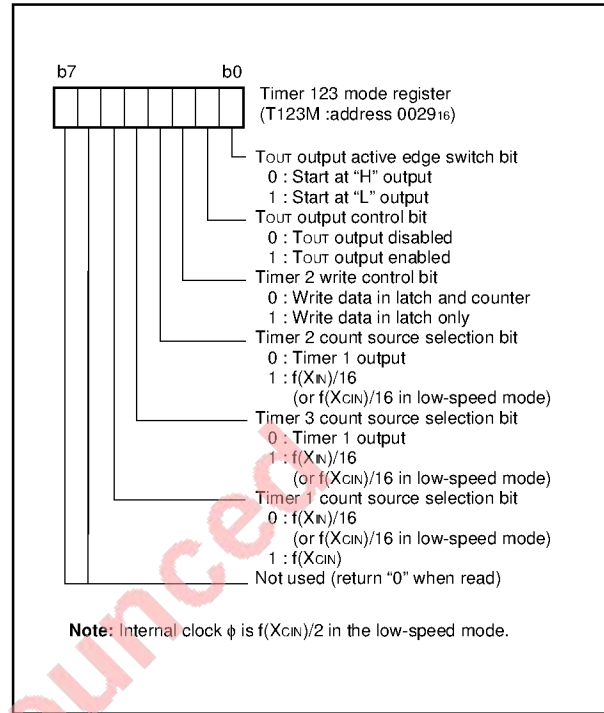 b7 b0
Timer 123 mode register
(T123M :address 002916)
TOUT output active edge switch bit
0 : Start at “H” output
1 : Start at “L” output
TOUT output control bit
0 : TOUT output disabled
1 : TOUT output enabled
Timer 2 write control bit
0 : Write data in latch and counter
1 : Write data in latch only
Timer 2 count source selection bit
0 : Timer 1 output
1 : f(XIN)/16
(or f(XCIN)/16 in low-speed mode)
Timer 3 count source selection bit
0 : Timer 1 output
1 : f(XIN)/16
(or f(XCIN)/16 in low-speed mode)
Timer 1 count source selection bit
0 : f(XIN)/16
(or f(XCIN)/16 in low-speed mode)
1 : f(XCIN)
Not used (return “0” when read)
Note: Internal clock ϕ is f(XCIN)/2 in the low-speed mode.
ounced